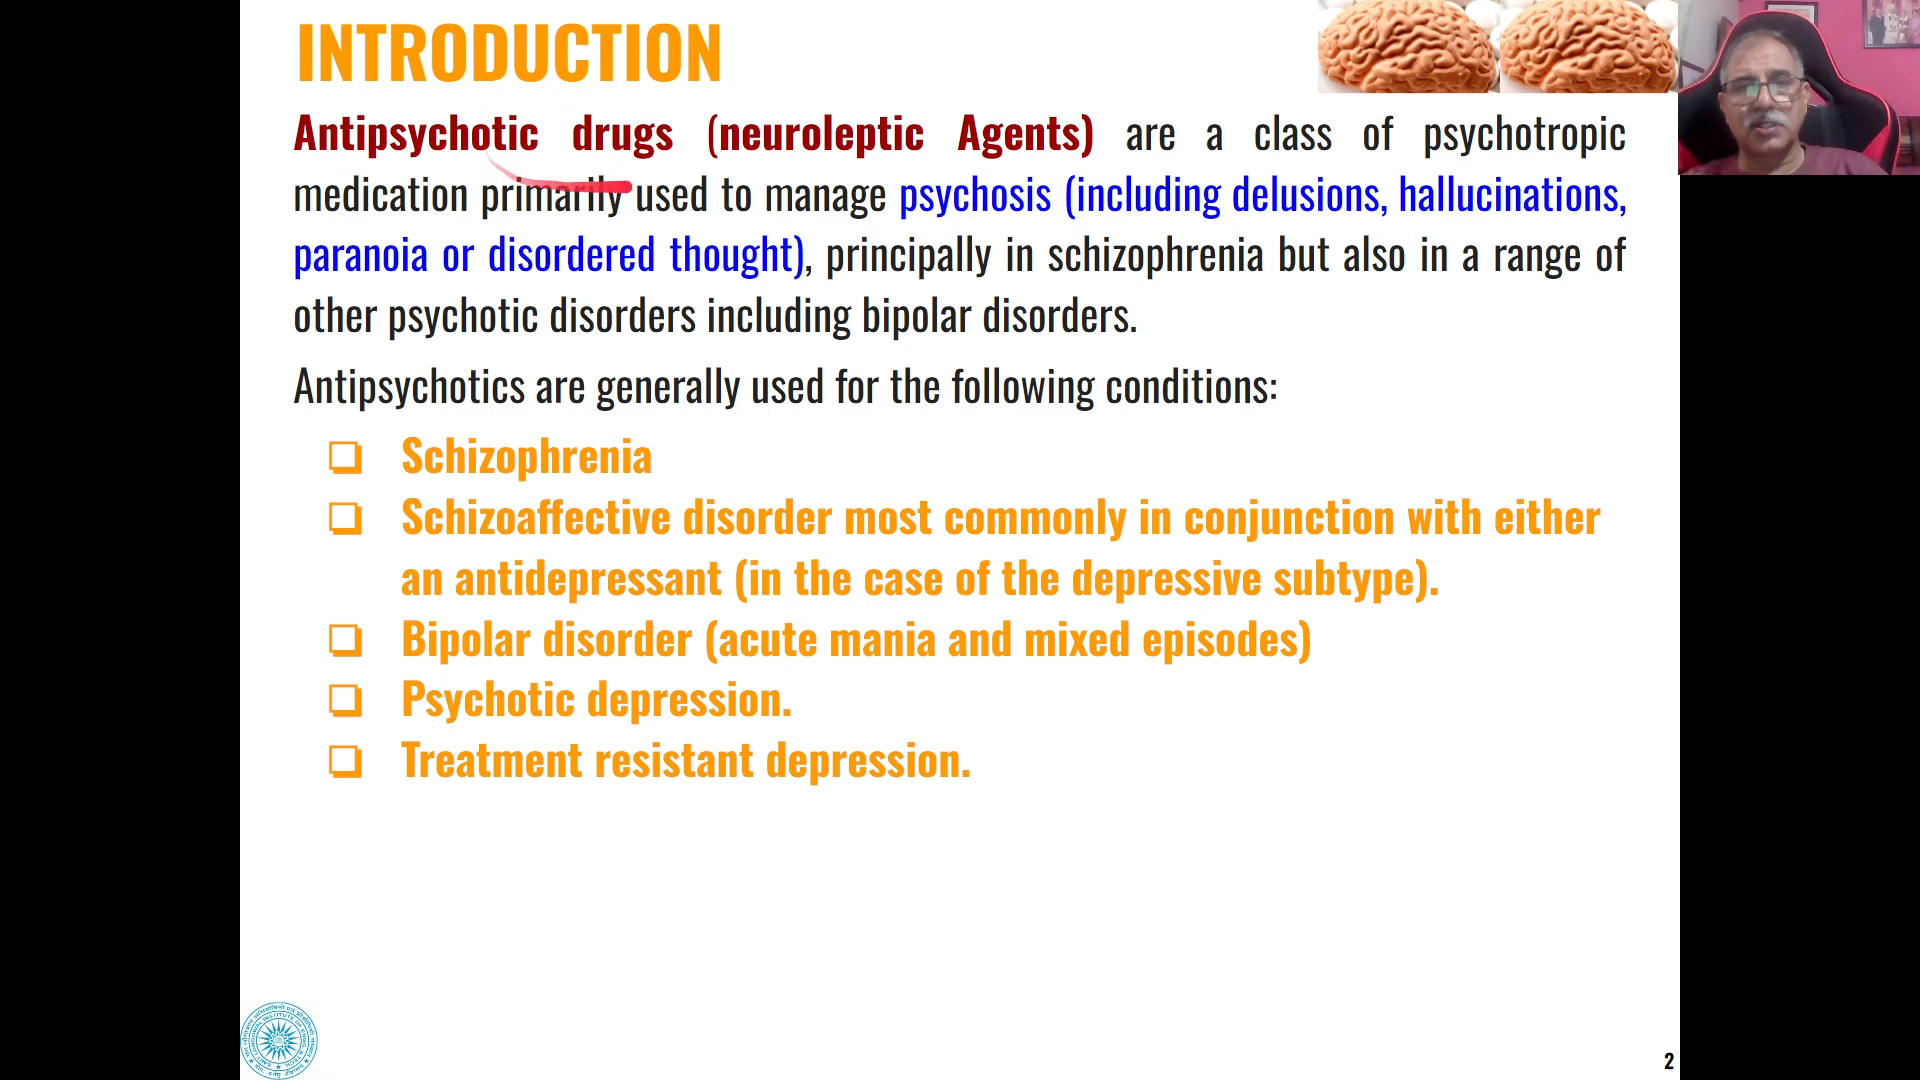 INTRODUCTION
Antipsychotic drugs (neuroleptic Agents) are a class of psychotropic
medication primarily used to manage psychosis (including delusions, hallucinations,
paranoia or disordered thought), principally in schizophrenia but also in a range of
other psychotic disorders including bipolar disorders.
Antipsychotics are generally used for the following conditions:
❏ Schizophrenia
❏ Schizoaffective disorder most commonly in conjunction with either
an antidepressant (in the case of the depressive subtype).
❏ Bipolar disorder (acute mania and mixed episodes)
❏ Psychotic depression.
❏ Treatment resistant depression.
2